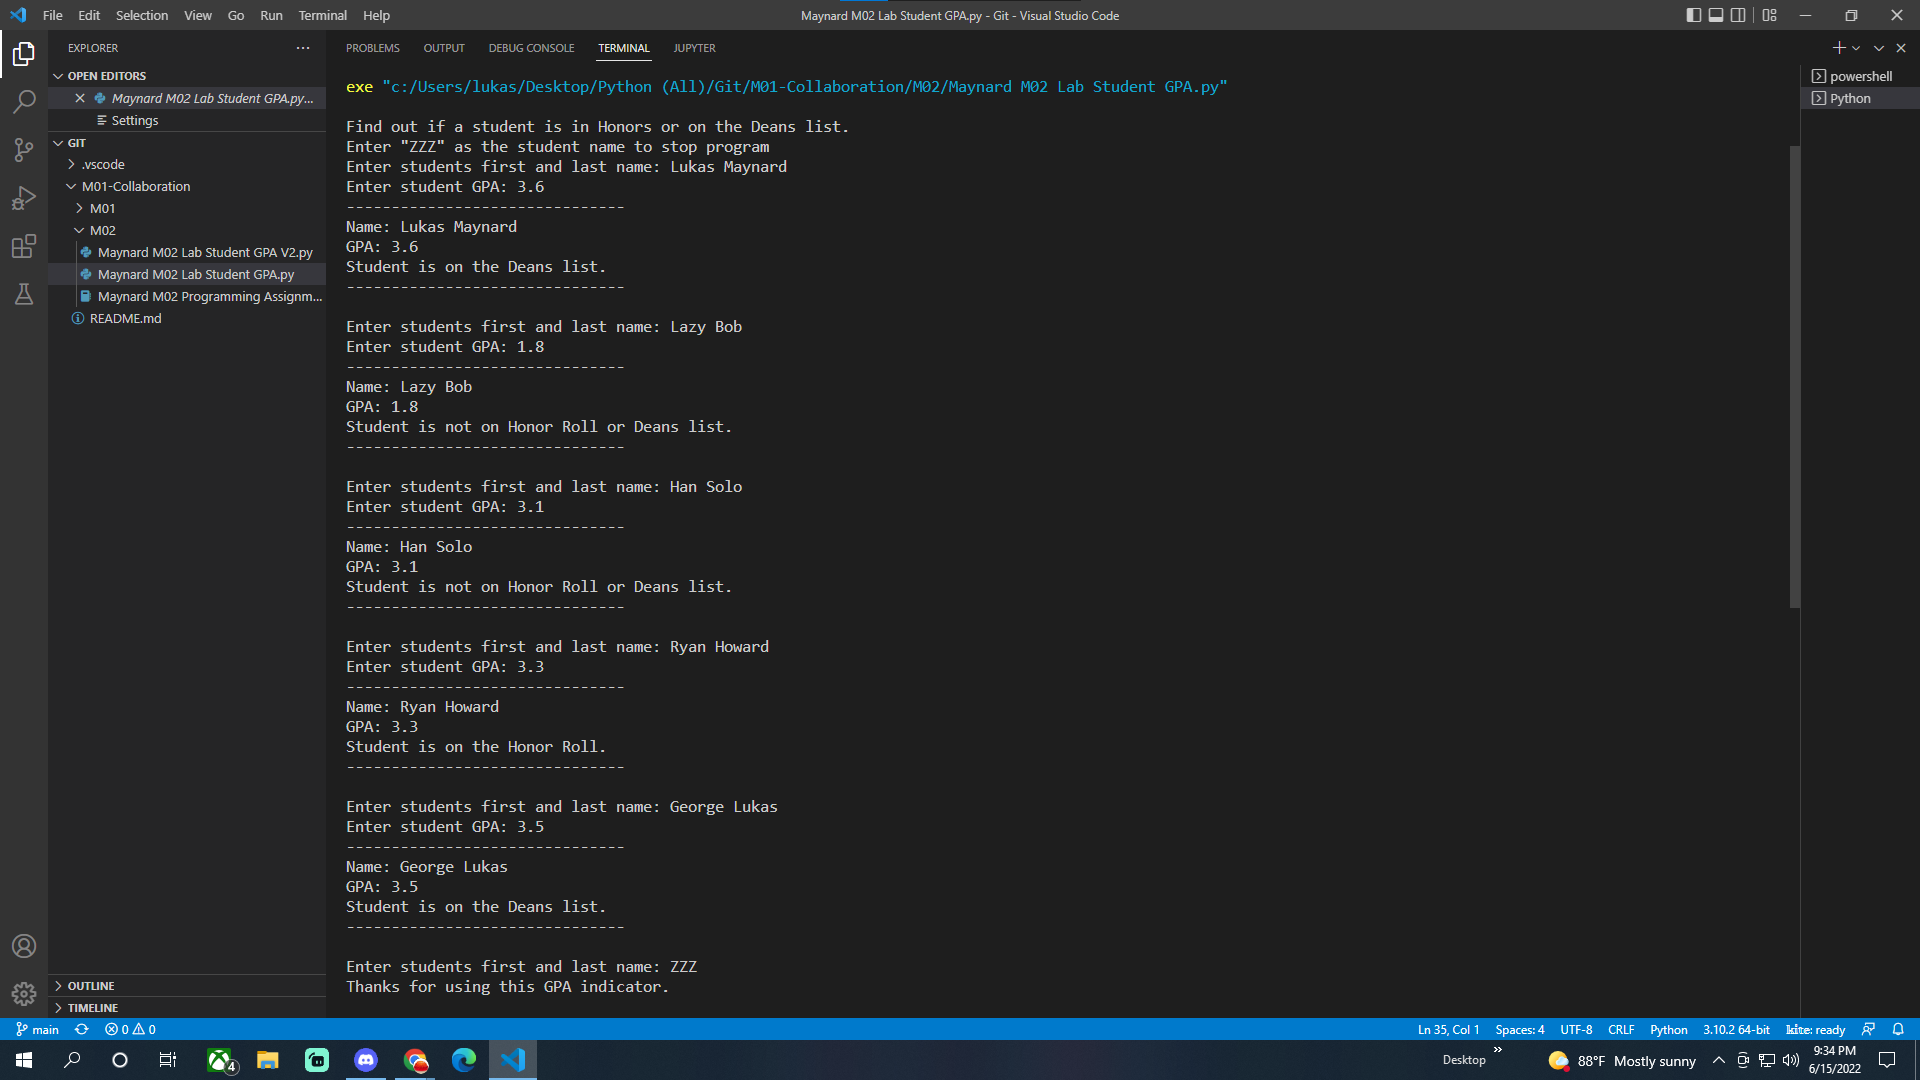 File Edit Selection View Go Run Terminal Help
Maynard M02 Lab Student GPA.py - Git - Visual Studio Code
EXPLORER
OPEN EDITORS
Maynard M02 Lab Student GPA.py...
Settings
GIT
.vscode
M01-Collaboration
M01
M02
Maynard M02 Lab Student GPA V2.py
Maynard M02 Lab Student GPA.py
Maynard M02 Programming Assignm...
README.md
OUTLINE
TIMELINE
PROBLEMS OUTPUT DEBUG CONSOLE TERMINAL JUPYTER
exe "c:/Users/lukas/Desktop/Python (All)/Git/M01-Collaboration/M02/Maynard M02 Lab Student GPA.py"
Find out if a student is in Honors or on the Deans list.
Enter "ZZZ" as the student name to stop program
Enter students first and last name: Lukas Maynard
Enter student GPA: 3.6
-------------------------------
Name: Lukas Maynard
GPA: 3.6
Student is on the Deans list.
-------------------------------
Enter students first and last name: Lazy Bob
Enter student GPA: 1.8
-------------------------------
Name: Lazy Bob
GPA: 1.8
Student is not on Honor Roll or Deans list.
-------------------------------
Enter students first and last name: Han Solo
Enter student GPA: 3.1
-------------------------------
Name: Han Solo
GPA: 3.1
Student is not on Honor Roll or Deans list.
-------------------------------
Enter students first and last name: Ryan Howard
Enter student GPA: 3.3
-------------------------------
Name: Ryan Howard
GPA: 3.3
Student is on the Honor Roll.
-------------------------------
Enter students first and last name: George Lukas
Enter student GPA: 3.5
-------------------------------
Name: George Lukas
GPA: 3.5
Student is on the Deans list.
-------------------------------
Enter students first and last name: ZZZ
Thanks for using this GPA indicator.
powershell
Python
main 0 0
Ln 35, Col 1 Spaces: 4 UTF-8 CRLF Python 3.10.2 64-bit kite: ready
4
Desktop
88°F Mostly sunny
9:34 PM
6/15/2022